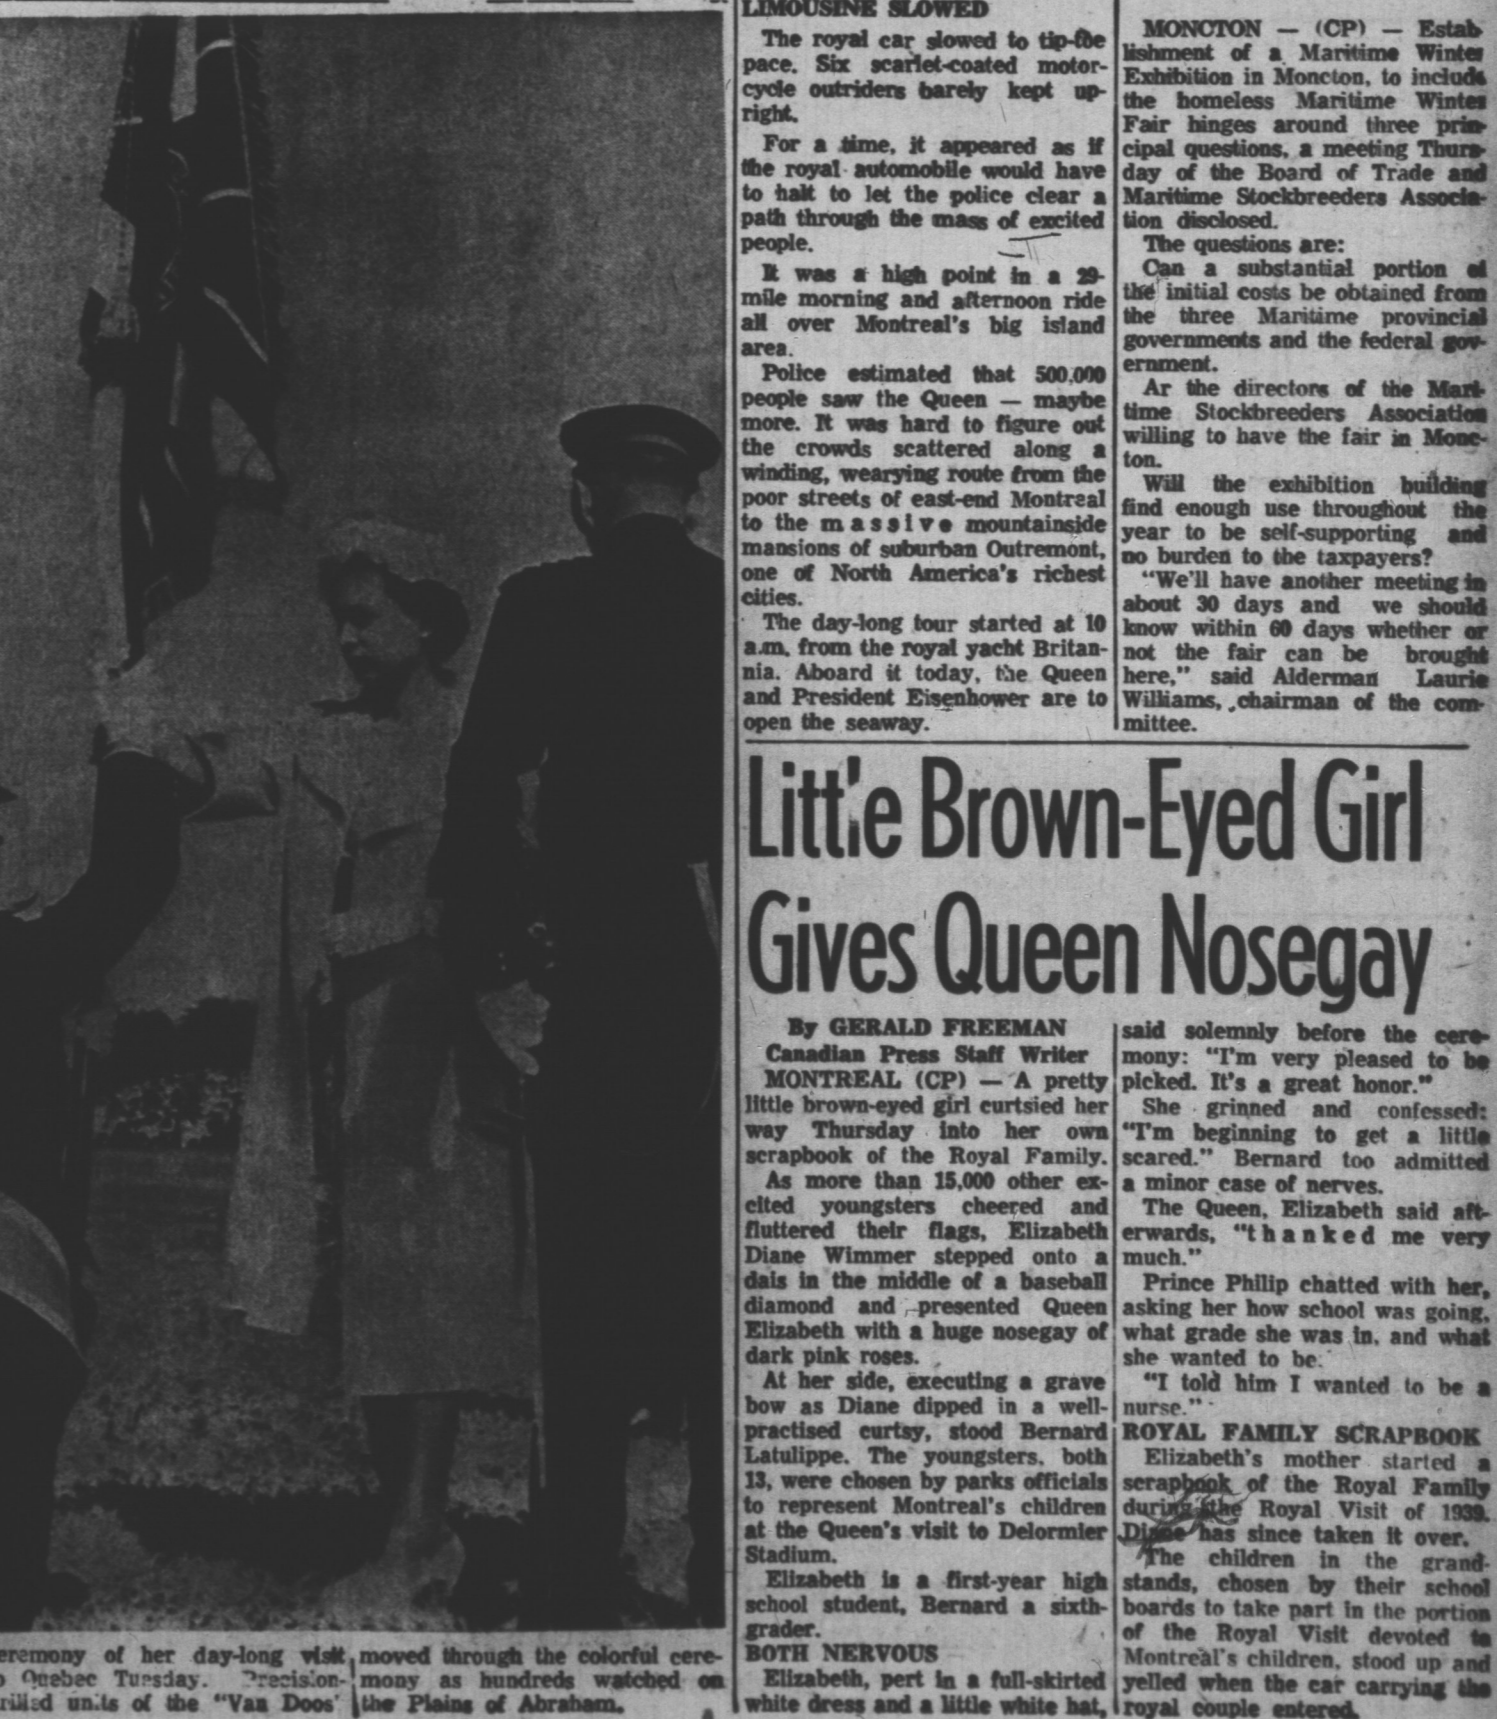 LIMOUSINE SLOWED
The royal car slowed to tip-toe
pace. Six scarlet-coated motor-
cycle outriders barely kept up-
right.
For a time, it appeared as if
the royal automobile would have
to halt to let the police clear a
path through the mass of excited
people.
It was a high point in a 29-
mile morning and afternoon ride
all over Montreal's big island
area.
Police estimated that 500,000
people saw the Queen — maybe
more. It was hard to figure out
the crowds scattered along a
winding, wearying route from the
poor streets of east-end Montreal
to the massive mountainside
mansions of suburban Outremont,
one of North America's richest
cities.
The day-long tour started at 10
a.m. from the royal yacht Britan-
nia. Aboard it today, the Queen
and President Eisenhower are to
open the seaway.
MONCTON — (CP) — Estab-
lishment of a Maritime Winter
Exhibition in Moncton, to include
the homeless Maritime Winter
Fair hinges around three prin-
cipal questions, a meeting Thurs-
day of the Board of Trade and
Maritime Stockbreeders Associa-
tion disclosed.
The questions are:
Can a substantial portion of
the initial costs be obtained from
the three Maritime provincial
governments and the federal gov-
ernment.
Ar the directors of the Mari-
time Stockbreeders Association
willing to have the fair in Monc-
ton.
Will the exhibition building
find enough use throughout the
year to be self-supporting and
no burden to the taxpayers?
"We'll have another meeting in
about 30 days and we should
know within 60 days whether or
not the fair can be brought
here," said Alderman Laurie
Williams, chairman of the com-
mittee.
Little Brown-Eyed Girl
Gives Queen Nosegay
By GERALD FREEMAN
Canadian Press Staff Writer
MONTREAL (CP) — A pretty
little brown-eyed girl curtsied her
way Thursday into her own
scrapbook of the Royal Family.
As more than 15,000 other ex-
cited youngsters cheered and
fluttered their flags, Elizabeth
Diane Wimmer stepped onto a
dais in the middle of a baseball
diamond and presented Queen
Elizabeth with a huge nosegay of
dark pink roses.
At her side, executing a grave
bow as Diane dipped in a well-
practised curtsy, stood Bernard
Latulippe. The youngsters, both
13, were chosen by parks officials
to represent Montreal's children
at the Queen's visit to Delormier
Stadium.
Elizabeth is a first-year high
school student, Bernard a sixth-
grader.
BOTH NERVOUS
Elizabeth, pert in a full-skirted
white dress and a little white hat,
said solemnly before the cere-
mony: "I'm very pleased to be
picked. It's a great honor."
She grinned and confessed:
"I'm beginning to get a little
scared." Bernard too admitted
a minor case of nerves.
The Queen, Elizabeth said aft-
erwards, "thanked me very
much."
Prince Philip chatted with her,
asking her how school was going,
what grade she was in, and what
she wanted to be.
"I told him I wanted to be a
nurse."
ROYAL FAMILY SCRAPBOOK
Elizabeth's mother started a
scrapbook of the Royal Family
during the Royal Visit of 1939.
Diane has since taken it over.
The children in the grand-
stands, chosen by their school
boards to take part in the portion
of the Royal Visit devoted to
Montreal's children, stood up and
yelled when the car carrying the
royal couple entered.
eremony of her day-long visit
o Quebec Tuesday. Precision-
rilled units of the "Van Doos'
moved through the colorful cere-
mony as hundreds watched on
the Plains of Abraham.